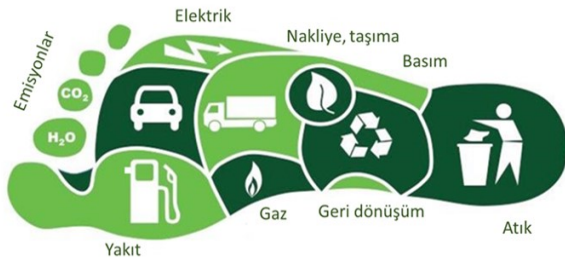 Elektrik
Nakliye, taşıma
Basım
Emisyonlar
CO₂
H₂O
Gaz
Geri dönüşüm
Atık
Yakıt